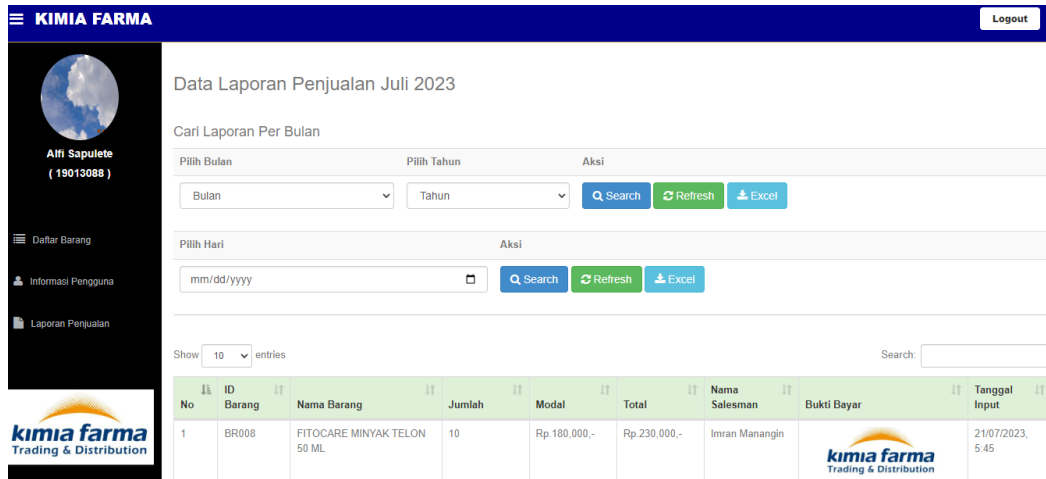 KIMIA FARMA
Logout
Alfi Sapulete
( 19013088 )
Daftar Barang
Informasi Pengguna
Laporan Penjualan
kimia farma
Trading & Distribution
Data Laporan Penjualan Juli 2023
Cari Laporan Per Bulan
Pilih Bulan Pilih Tahun Aksi
Bulan Tahun Search Refresh Excel
Pilih Hari Aksi
mm/dd/yyyy Search Refresh Excel
Show 10 entries Search:
No ID Barang Nama Barang Jumlah Modal Total Nama Salesman Bukti Bayar Tanggal Input
1 BR008 FITOCARE MINYAK TELON 50 ML 10 Rp.180,000,- Rp.230,000,- Imran Manangin kimia farma Trading & Distribution 21/07/2023, 5:45